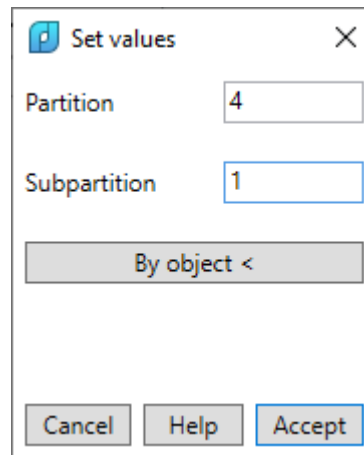 Set values
Partition 4
Subpartition 1
By object <
Cancel Help Accept